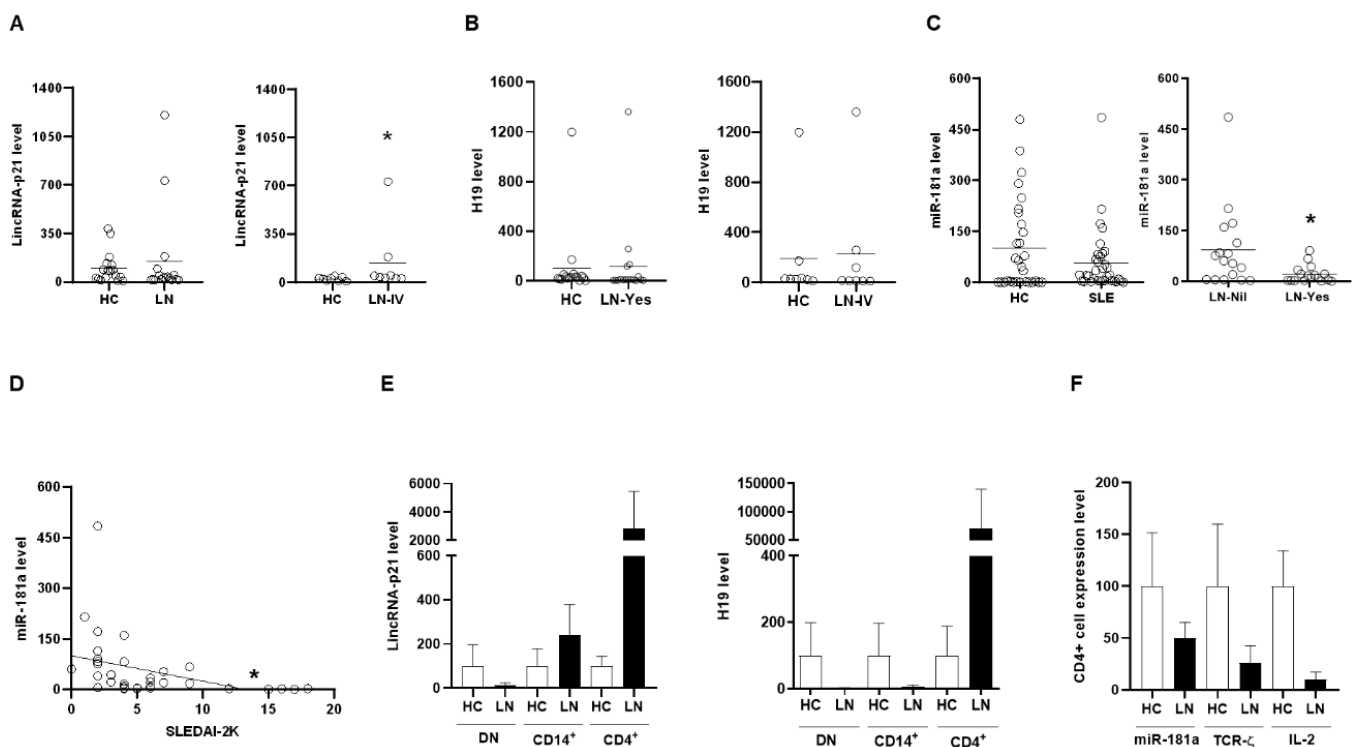 A
B
C
LincRNA-p21 level
1400
1050
700
350
0
HC LN
LincRNA-p21 level
1400
1050
700
350
0
*
HC LN-IV
H19 level
1600
1200
800
400
0
HC LN-Yes
H19 level
1600
1200
800
400
0
HC LN-IV
miR-181a level
600
450
300
150
0
HC SLE
miR-181a level
600
450
300
150
0
*
LN-Nil LN-Yes
D
E
F
miR-181a level
600
450
300
150
0
*
0 5 10 15 20
SLEDAI-2K
LincRNA-p21 level
6000
4000
2000
600
400
200
0
HC LN HC LN HC LN
DN CD14+ CD4+
H19 level
150000
100000
50000
400
200
0
HC LN HC LN HC LN
DN CD14+ CD4+
CD4+ cell expression level
200
150
100
50
0
HC LN HC LN HC LN
miR-181a TCR-ζ IL-2